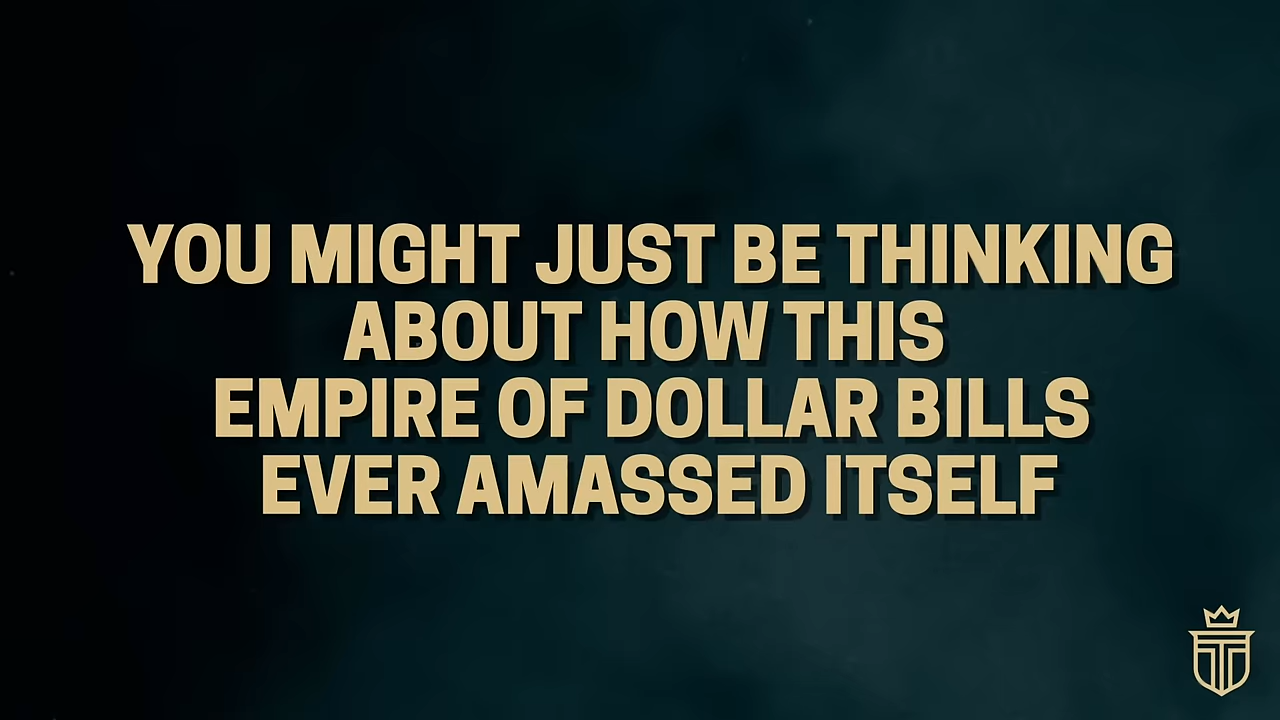 YOU MIGHT JUST BE THINKING
ABOUT HOW THIS
EMPIRE OF DOLLAR BILLS
EVER AMASSED ITSELF